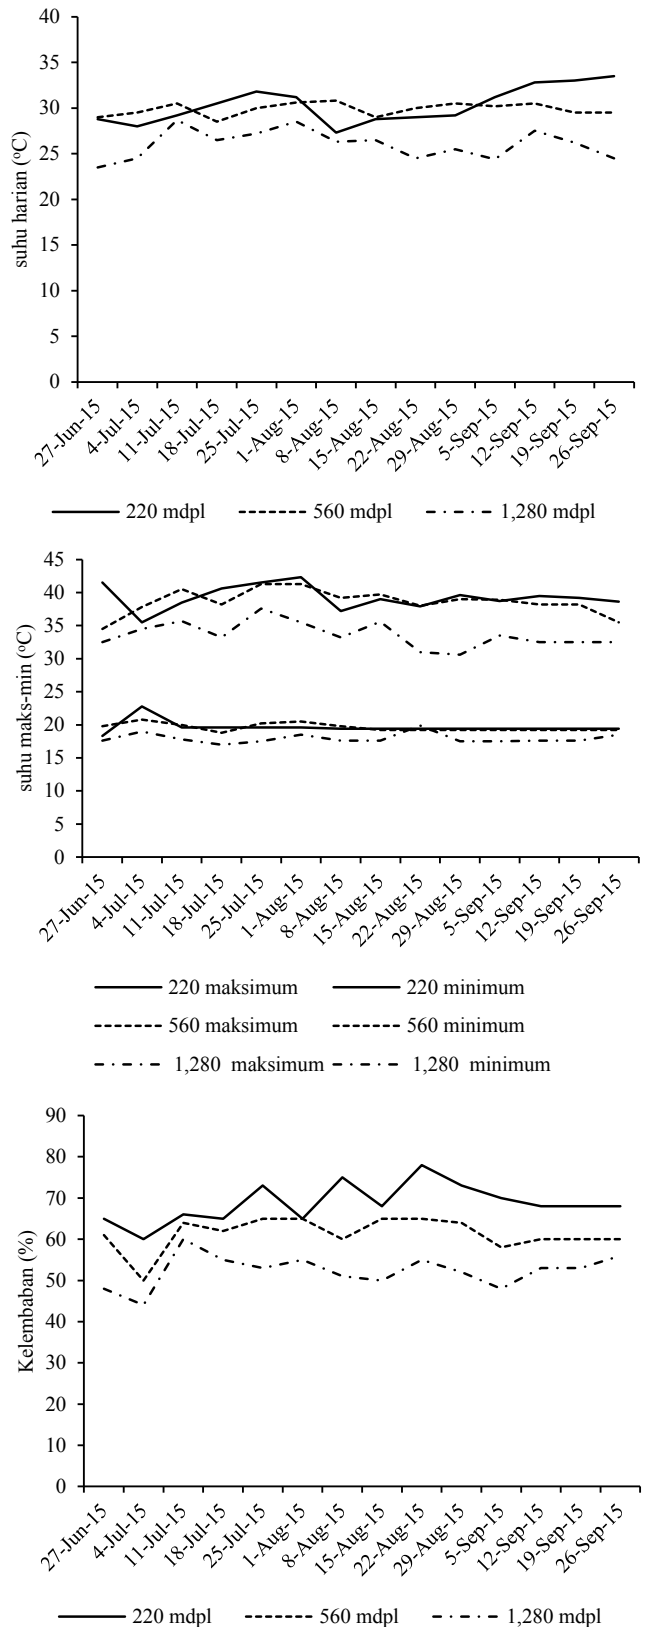 40
35
30
25
20
15
10
5
0
suhu harian (ºC)
27-Jun-15
4-Jul-15
11-Jul-15
18-Jul-15
25-Jul-15
1-Aug-15
8-Aug-15
15-Aug-15
22-Aug-15
29-Aug-15
5-Sep-15
12-Sep-15
19-Sep-15
26-Sep-15
220 mdpl 560 mdpl 1,280 mdpl
45
40
35
30
25
20
15
10
5
0
suhu maks-min (ºC)
27-Jun-15
4-Jul-15
11-Jul-15
18-Jul-15
25-Jul-15
1-Aug-15
8-Aug-15
15-Aug-15
22-Aug-15
29-Aug-15
5-Sep-15
12-Sep-15
19-Sep-15
26-Sep-15
220 maksimum 220 minimum
560 maksimum 560 minimum
1,280 maksimum 1,280 minimum
90
80
70
60
50
40
30
20
10
0
Kelembaban (%)
27-Jun-15
4-Jul-15
11-Jul-15
18-Jul-15
25-Jul-15
1-Aug-15
8-Aug-15
15-Aug-15
22-Aug-15
29-Aug-15
5-Sep-15
12-Sep-15
19-Sep-15
26-Sep-15
220 mdpl 560 mdpl 1,280 mdpl